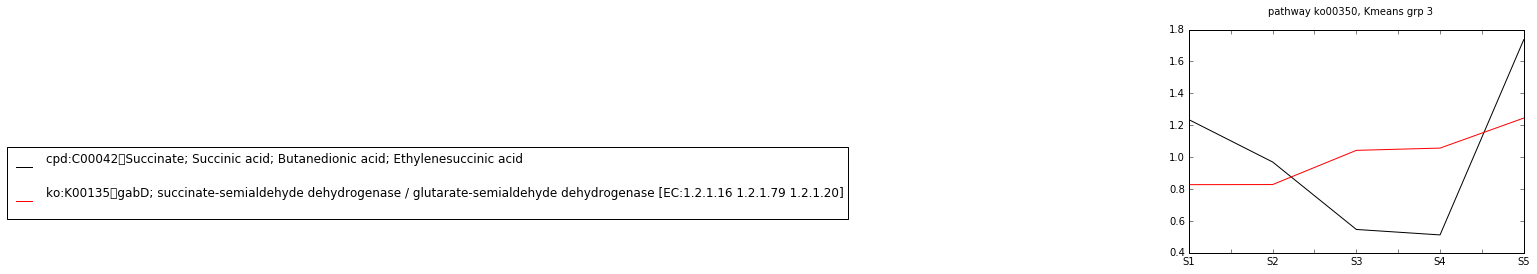 pathway ko00350, Kmeans grp 3
1.8
1.6
1.4
1.2
1.0
0.8
0.6
0.4
S1 S2 S3 S4 S5
cpd:C00042▯Succinate; Succinic acid; Butanedionic acid; Ethylenesuccinic acid
ko:K00135▯gabD; succinate-semialdehyde dehydrogenase / glutarate-semialdehyde dehydrogenase [EC:1.2.1.16 1.2.1.79 1.2.1.20]